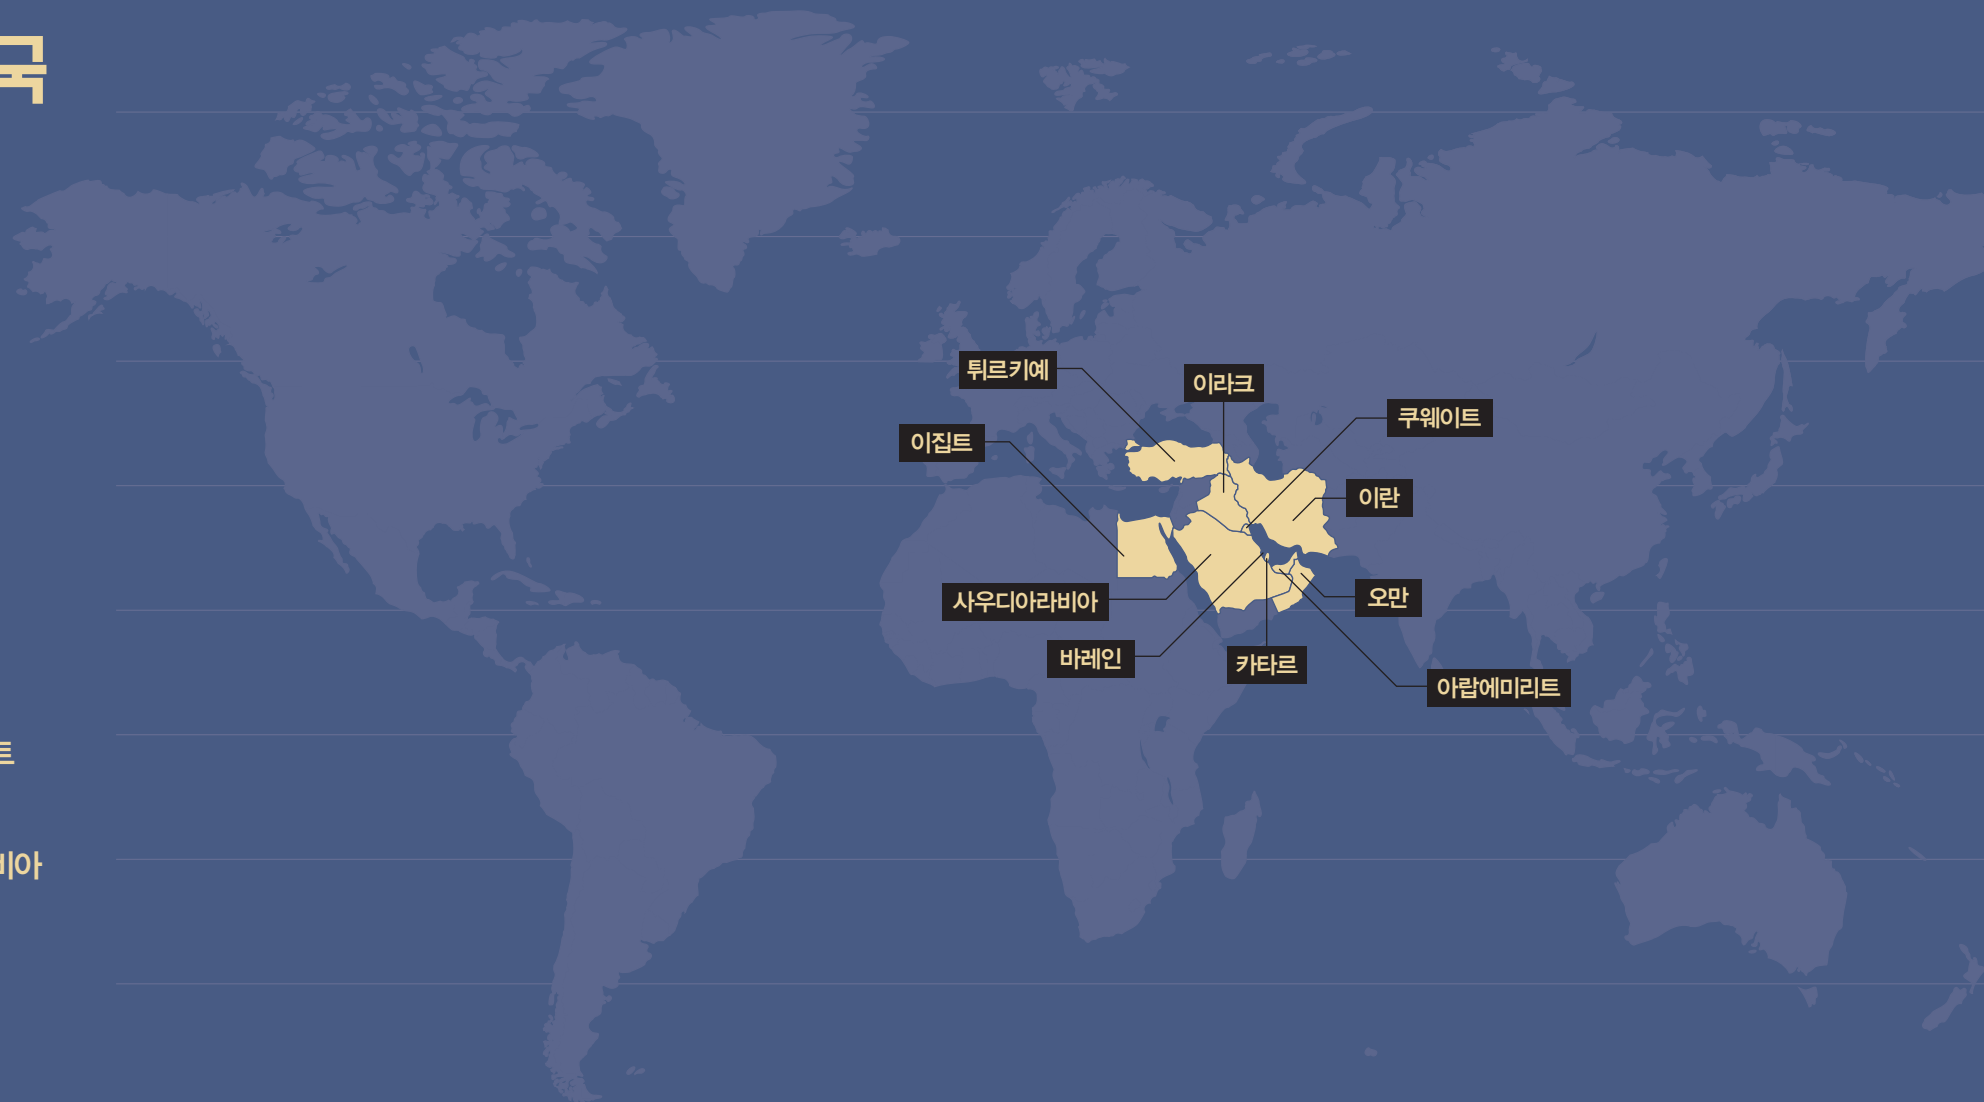 국
튀르키예
이라크
쿠웨이트
이집트
이란
오만
사우디아라비아
바레인
카타르
아랍에미리트
트
비아